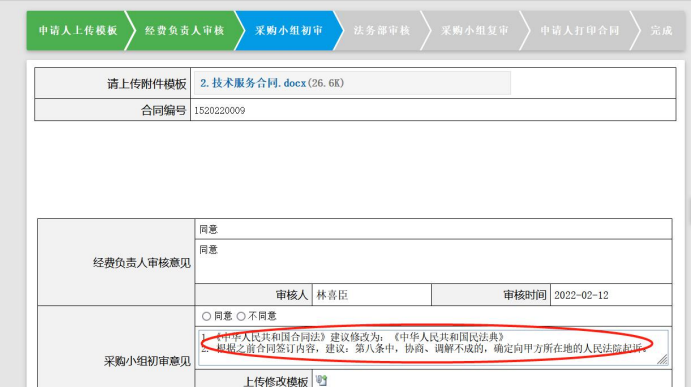 申请人上传模板 经费负责人审核 采购小组初审 法务部审核 采购小组复审 申请人打印合同 完成
请上传附件模板 2.技术服务合同.docx(26.6K)
合同编号 1520220009
同意
经费负责人审核意见 同意
审核人 林喜臣 审核时间 2022-02-12
同意 不同意
采购小组初审意见
1、《中华人民共和国合同法》建议修改为：《中华人民共和国民法典》
2、根据之前合同签订内容，建议：第八条中，协商、调解不成的，确定向甲方所在地的人民法院起诉。
上传修改模板